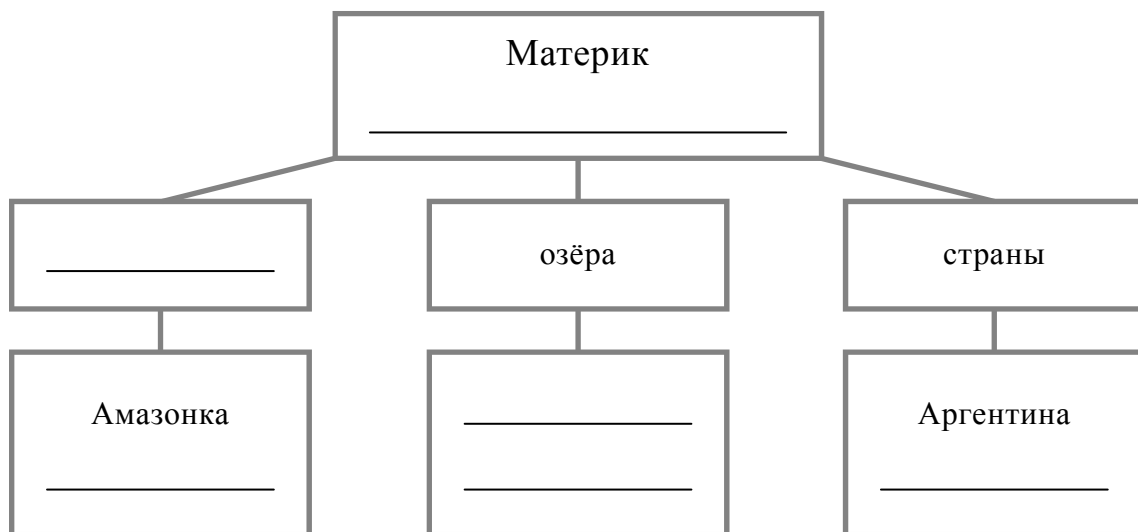 Материк
озёра
страны
Амазонка
Аргентина